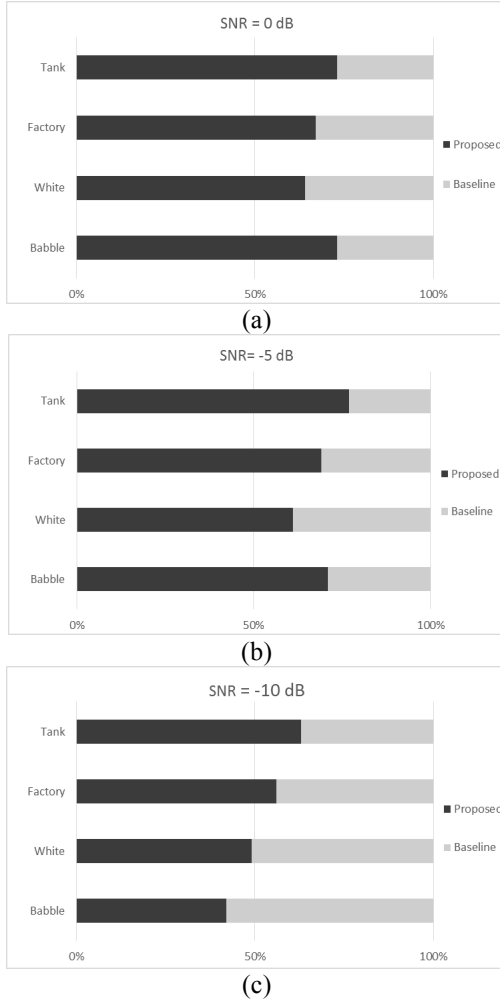 SNR = 0 dB
Tank
Factory
White
Babble
Proposed
Baseline
0%
50%
100%
(a)
SNR= -5 dB
Tank
Factory
White
Babble
Proposed
Baseline
0%
50%
100%
(b)
SNR = -10 dB
Tank
Factory
White
Babble
Proposed
Baseline
0%
50%
100%
(c)